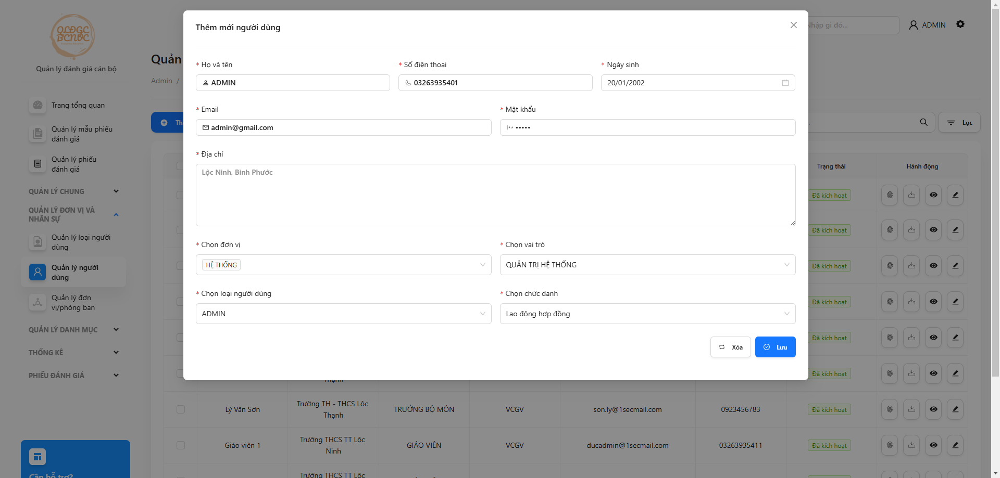 QLĐGC
BCNVC
Quản lý đánh giá cán bộ
Trang tổng quan
Quản lý mẫu phiếu
đánh giá
Quản lý phiếu
đánh giá
QUẢN LÝ CHUNG
QUẢN LÝ ĐƠN VỊ VÀ
NHÂN SỰ
Quản lý loại người
dùng
Quản lý người
dùng
Quản lý đơn
vị/phòng ban
QUẢN LÝ DANH MỤC
THỐNG KÊ
PHIẾU ĐÁNH GIÁ
Cần hỗ trợ?
Quản
Admin /
Nhập gì đó...
ADMIN
Lọc
Thêm mới người dùng
* Họ và tên
ADMIN
* Số điện thoại
03263935401
* Ngày sinh
20/01/2002
* Email
admin@gmail.com
* Mật khẩu
•••••
* Địa chỉ
Lộc Ninh, Bình Phước
* Chọn đơn vị
HỆ THỐNG
* Chọn vai trò
QUẢN TRỊ HỆ THỐNG
* Chọn loại người dùng
ADMIN
* Chọn chức danh
Lao động hợp đồng
Xóa
Lưu
Trạng thái
Hành động
Đã kích hoạt
Đã kích hoạt
Đã kích hoạt
Đã kích hoạt
Đã kích hoạt
Thạnh
Đã kích hoạt
Lý Văn Sơn
Trường TH - THCS Lộc
Thạnh
TRƯỞNG BỘ MÔN
VCGV
son.ly@1secmail.com
0923456783
Đã kích hoạt
Giáo viên 1
Trường THCS TT Lộc
Ninh
GIÁO VIÊN
VCGV
ducadmin@1secmail.com
03263935411
Đã kích hoạt
Trường THCS TT Lộc